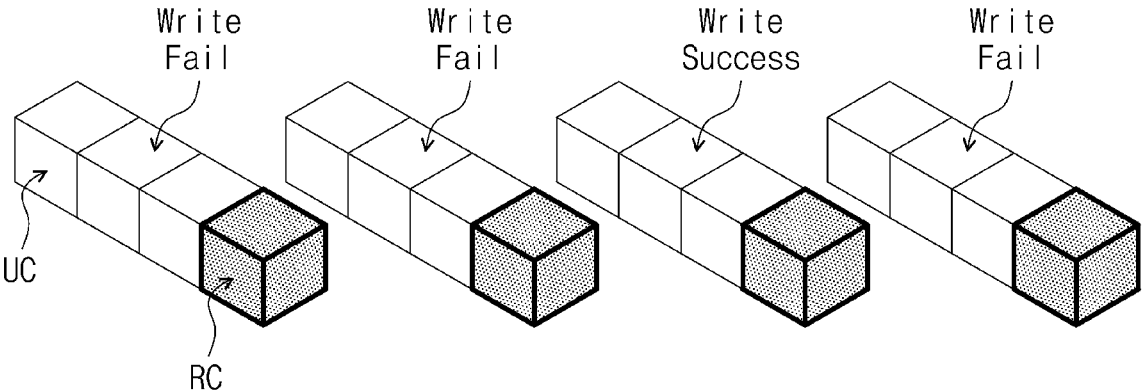 Write
Fail
Write
Fail
Write
Success
Write
Fail
UC
RC